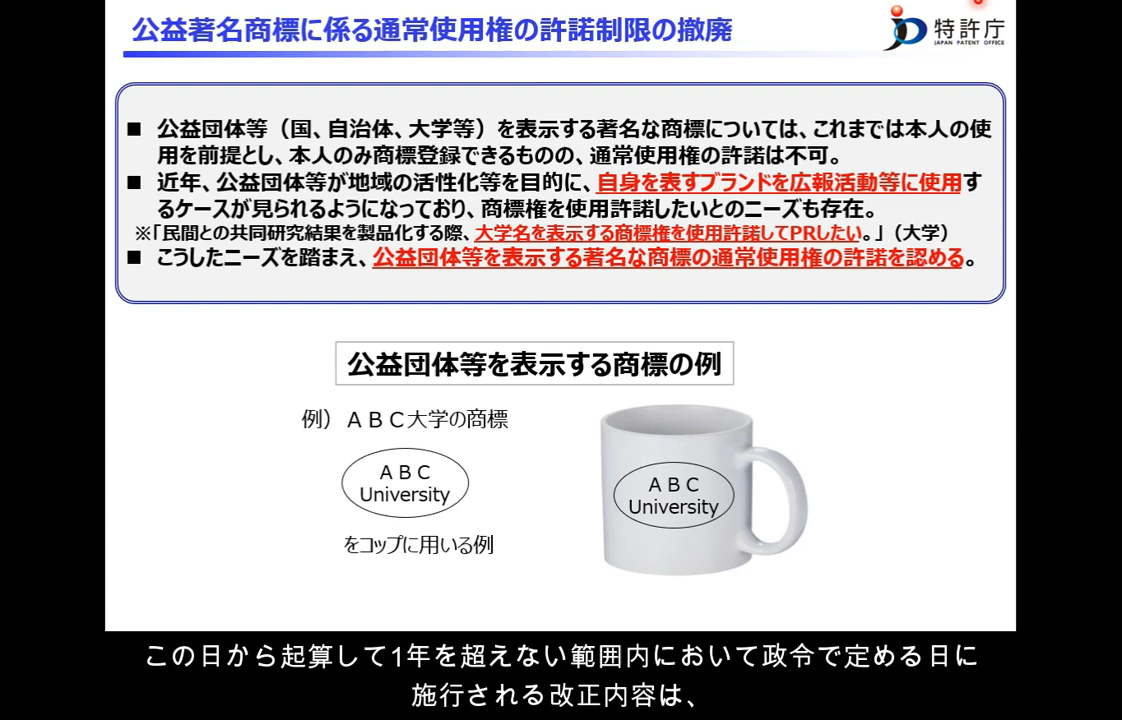 公益著名商標に係る通常使用権の許諾制限の撤廃
特許庁
JAPAN PATENT OFFICE
■ 公益団体等（国、自治体、大学等）を表示する著名な商標については、これまでは本人の使
用を前提とし、本人のみ商標登録できるものの、通常使用権の許諾は不可。
■ 近年、公益団体等が地域の活性化等を目的に、自身を表すブランドを広報活動等に使用す
るケースが見られるようになっており、商標権を使用許諾したいとのニーズも存在。
※「民間との共同研究結果を製品化する際、大学名を表示する商標権を使用許諾してPRしたい。」（大学）
■ こうしたニーズを踏まえ、公益団体等を表示する著名な商標の通常使用権の許諾を認める。
公益団体等を表示する商標の例
例）ＡＢＣ大学の商標
ＡＢＣ
University
をコップに用いる例
ＡＢＣ
University
この日から起算して1年を超えない範囲内において政令で定める日に
施行される改正内容は、